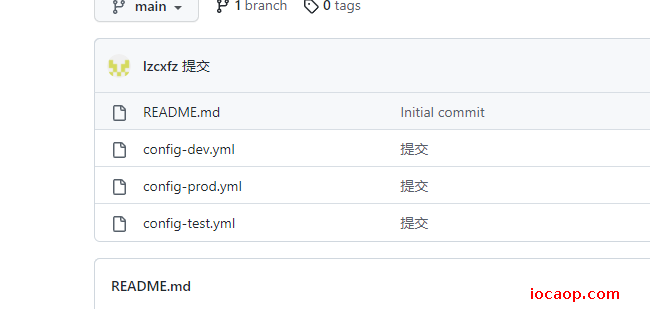 main 1 branch 0 tags
lzcxfz 提交
README.md Initial commit
config-dev.yml 提交
config-prod.yml 提交
config-test.yml 提交
README.md
iocaop.com